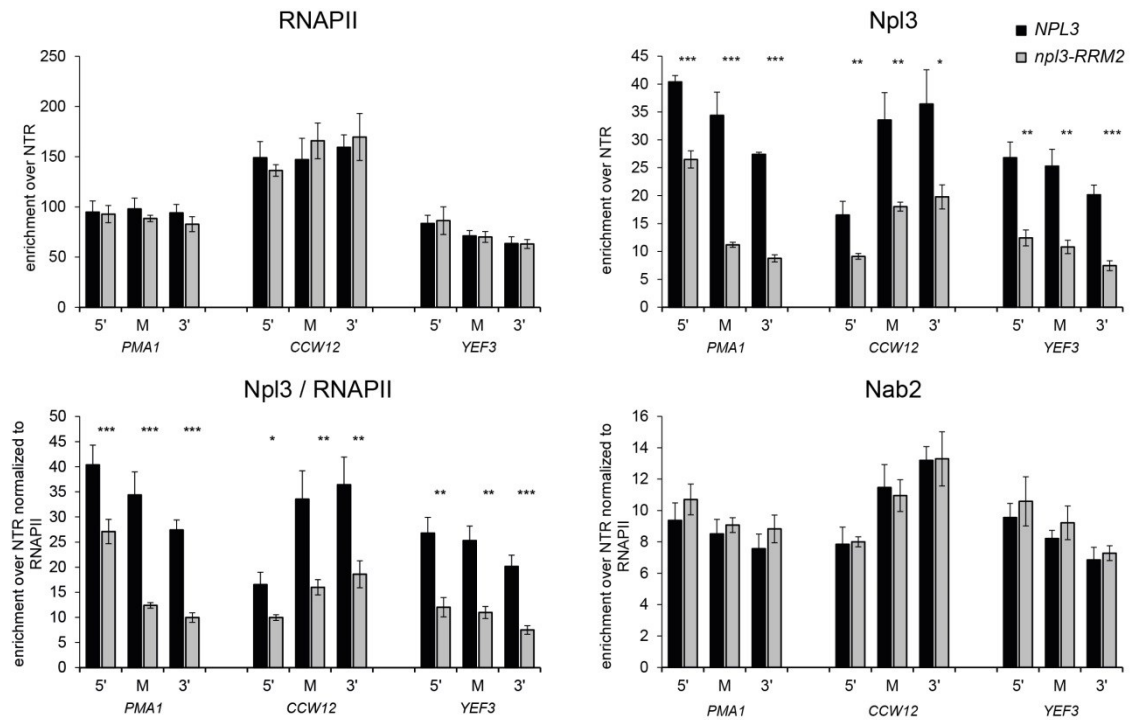 RNAPII
enrichment over NTR
250
200
150
100
50
0
5' M 3' 5' M 3' 5' M 3'
PMA1 CCW12 YEF3
Npl3
NPL3
npl3-RRM2
enrichment over NTR
45
40
35
30
25
20
15
10
5
0
*** *** *** ** ** * ** ** ***
5' M 3' 5' M 3' 5' M 3'
PMA1 CCW12 YEF3
Npl3 / RNAPII
enrichment over NTR normalized to
RNAPII
50
45
40
35
30
25
20
15
10
5
0
*** *** *** * ** ** ** ** ***
5' M 3' 5' M 3' 5' M 3'
PMA1 CCW12 YEF3
Nab2
enrichment over NTR normalized to
RNAPII
16
14
12
10
8
6
4
2
0
5' M 3' 5' M 3' 5' M 3'
PMA1 CCW12 YEF3